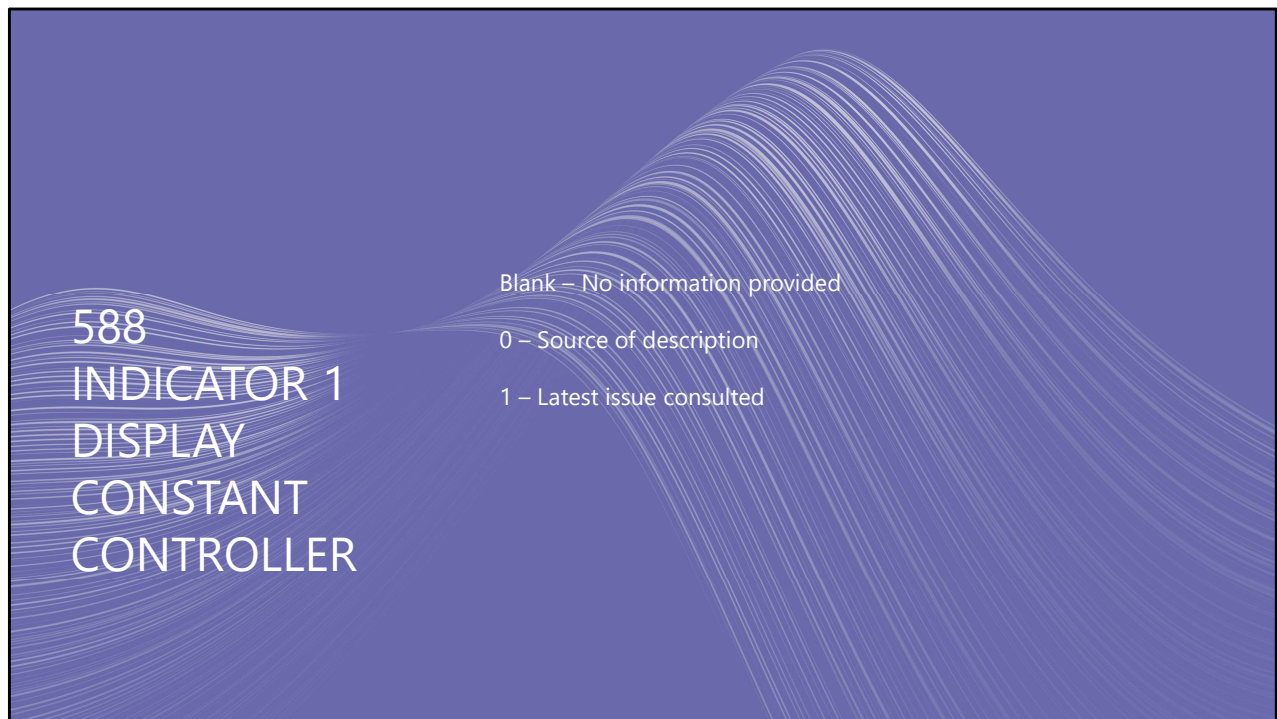 588
INDICATOR 1
DISPLAY
CONSTANT
CONTROLLER
Blank – No information provided
0 – Source of description
1 – Latest issue consulted